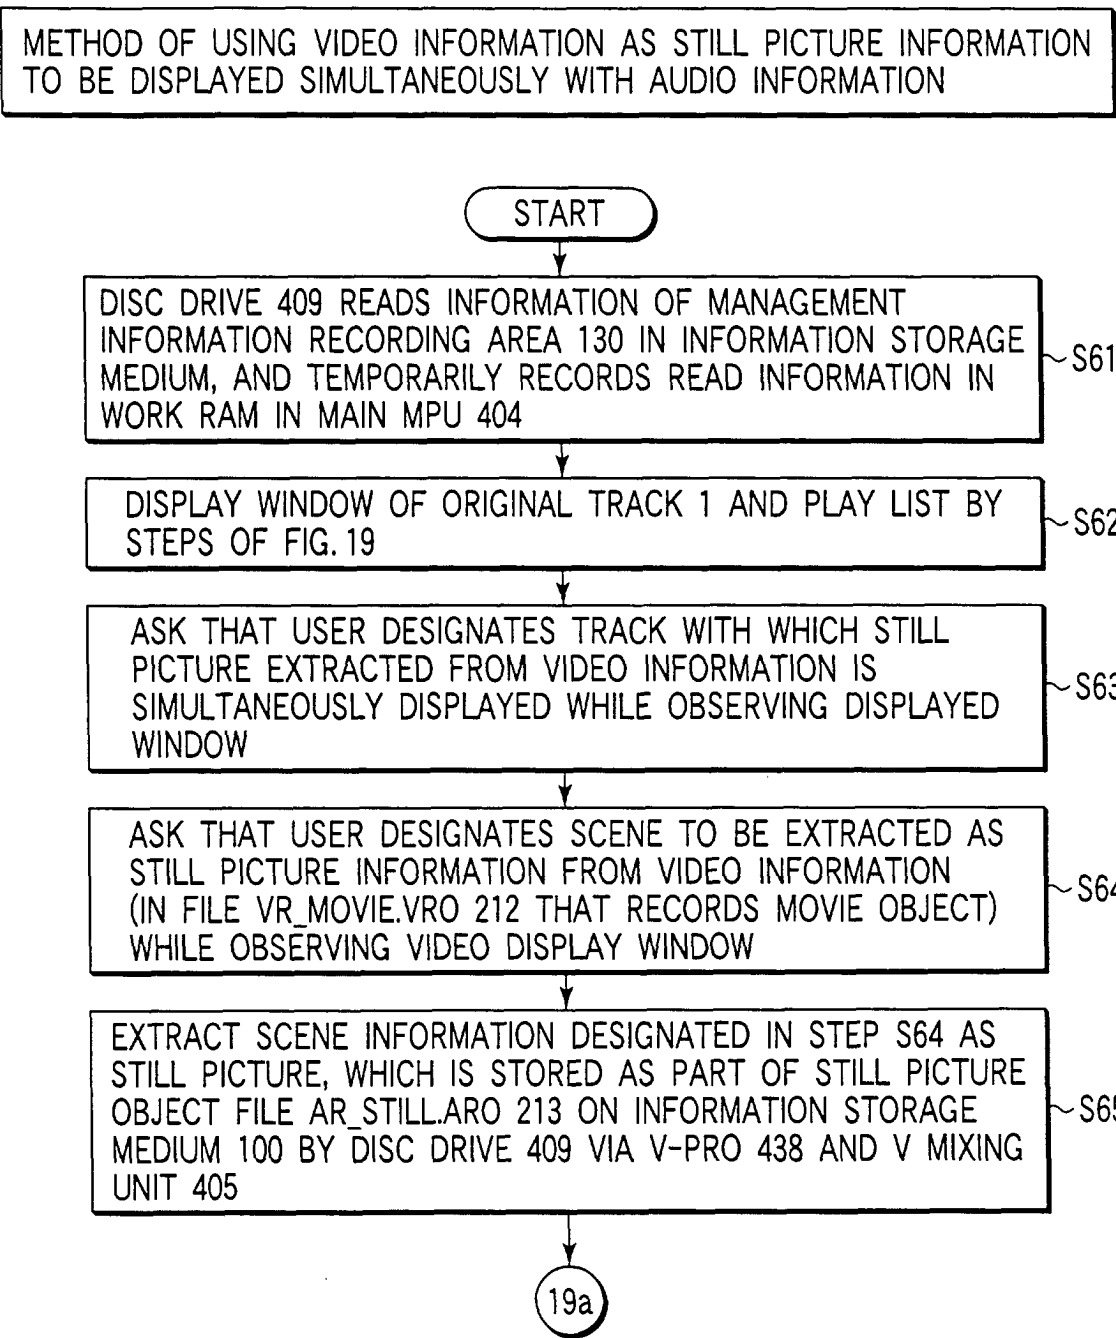 METHOD OF USING VIDEO INFORMATION AS STILL PICTURE INFORMATION
TO BE DISPLAYED SIMULTANEOUSLY WITH AUDIO INFORMATION
START
DISC DRIVE 409 READS INFORMATION OF MANAGEMENT
INFORMATION RECORDING AREA 130 IN INFORMATION STORAGE
MEDIUM, AND TEMPORARILY RECORDS READ INFORMATION IN
WORK RAM IN MAIN MPU 404
S61
DISPLAY WINDOW OF ORIGINAL TRACK 1 AND PLAY LIST BY
STEPS OF FIG. 19
S62
ASK THAT USER DESIGNATES TRACK WITH WHICH STILL
PICTURE EXTRACTED FROM VIDEO INFORMATION IS
SIMULTANEOUSLY DISPLAYED WHILE OBSERVING DISPLAYED
WINDOW
S63
ASK THAT USER DESIGNATES SCENE TO BE EXTRACTED AS
STILL PICTURE INFORMATION FROM VIDEO INFORMATION
(IN FILE VR_MOVIE.VRO 212 THAT RECORDS MOVIE OBJECT)
WHILE OBSERVING VIDEO DISPLAY WINDOW
S64
EXTRACT SCENE INFORMATION DESIGNATED IN STEP S64 AS
STILL PICTURE, WHICH IS STORED AS PART OF STILL PICTURE
OBJECT FILE AR_STILL.ARO 213 ON INFORMATION STORAGE
MEDIUM 100 BY DISC DRIVE 409 VIA V-PRO 438 AND V MIXING
UNIT 405
S65
19a